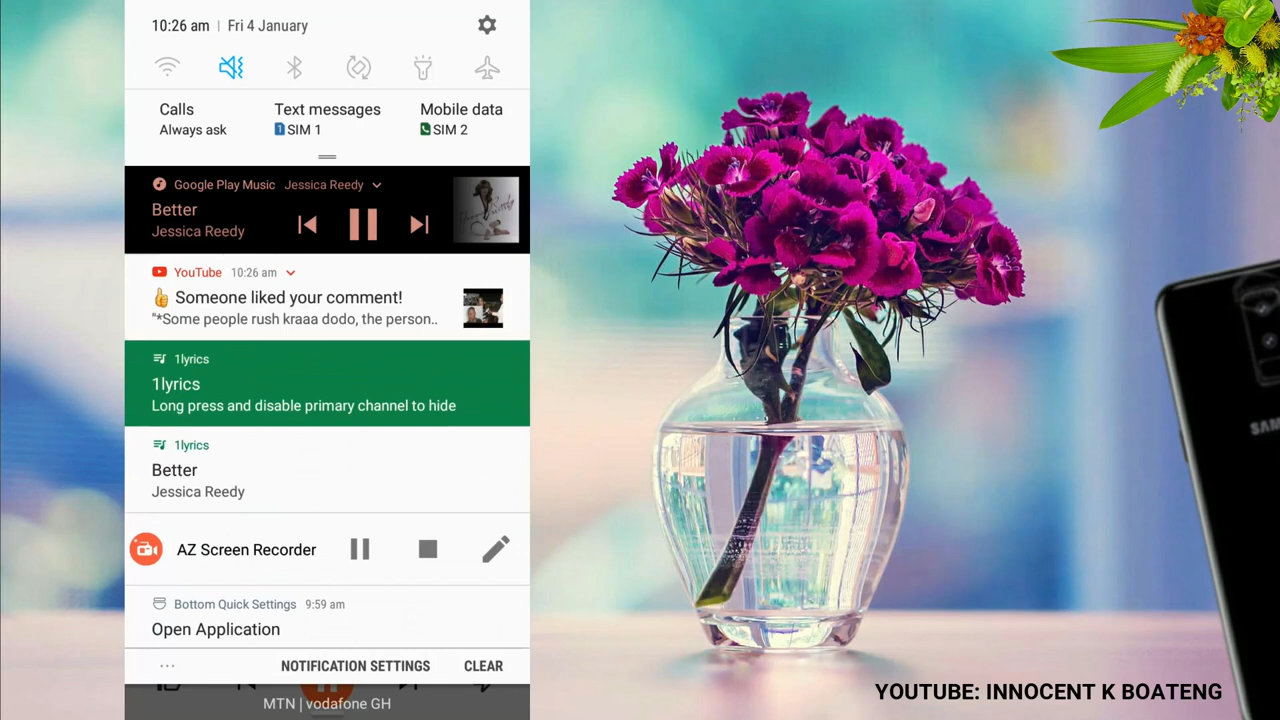 10:26 am | Fri 4 January
Calls
Always ask
Text messages
1 SIM 1
Mobile data
SIM 2
Google Play Music Jessica Reedy
Better
Jessica Reedy
YouTube 10:26 am
👍 Someone liked your comment!
"*Some people rush kraaa dodo, the person..
1lyrics
1lyrics
Long press and disable primary channel to hide
1lyrics
Better
Jessica Reedy
AZ Screen Recorder
Bottom Quick Settings 9:59 am
Open Application
... NOTIFICATION SETTINGS CLEAR
MTN | vodafone GH
SAM
YOUTUBE: INNOCENT K BOATENG